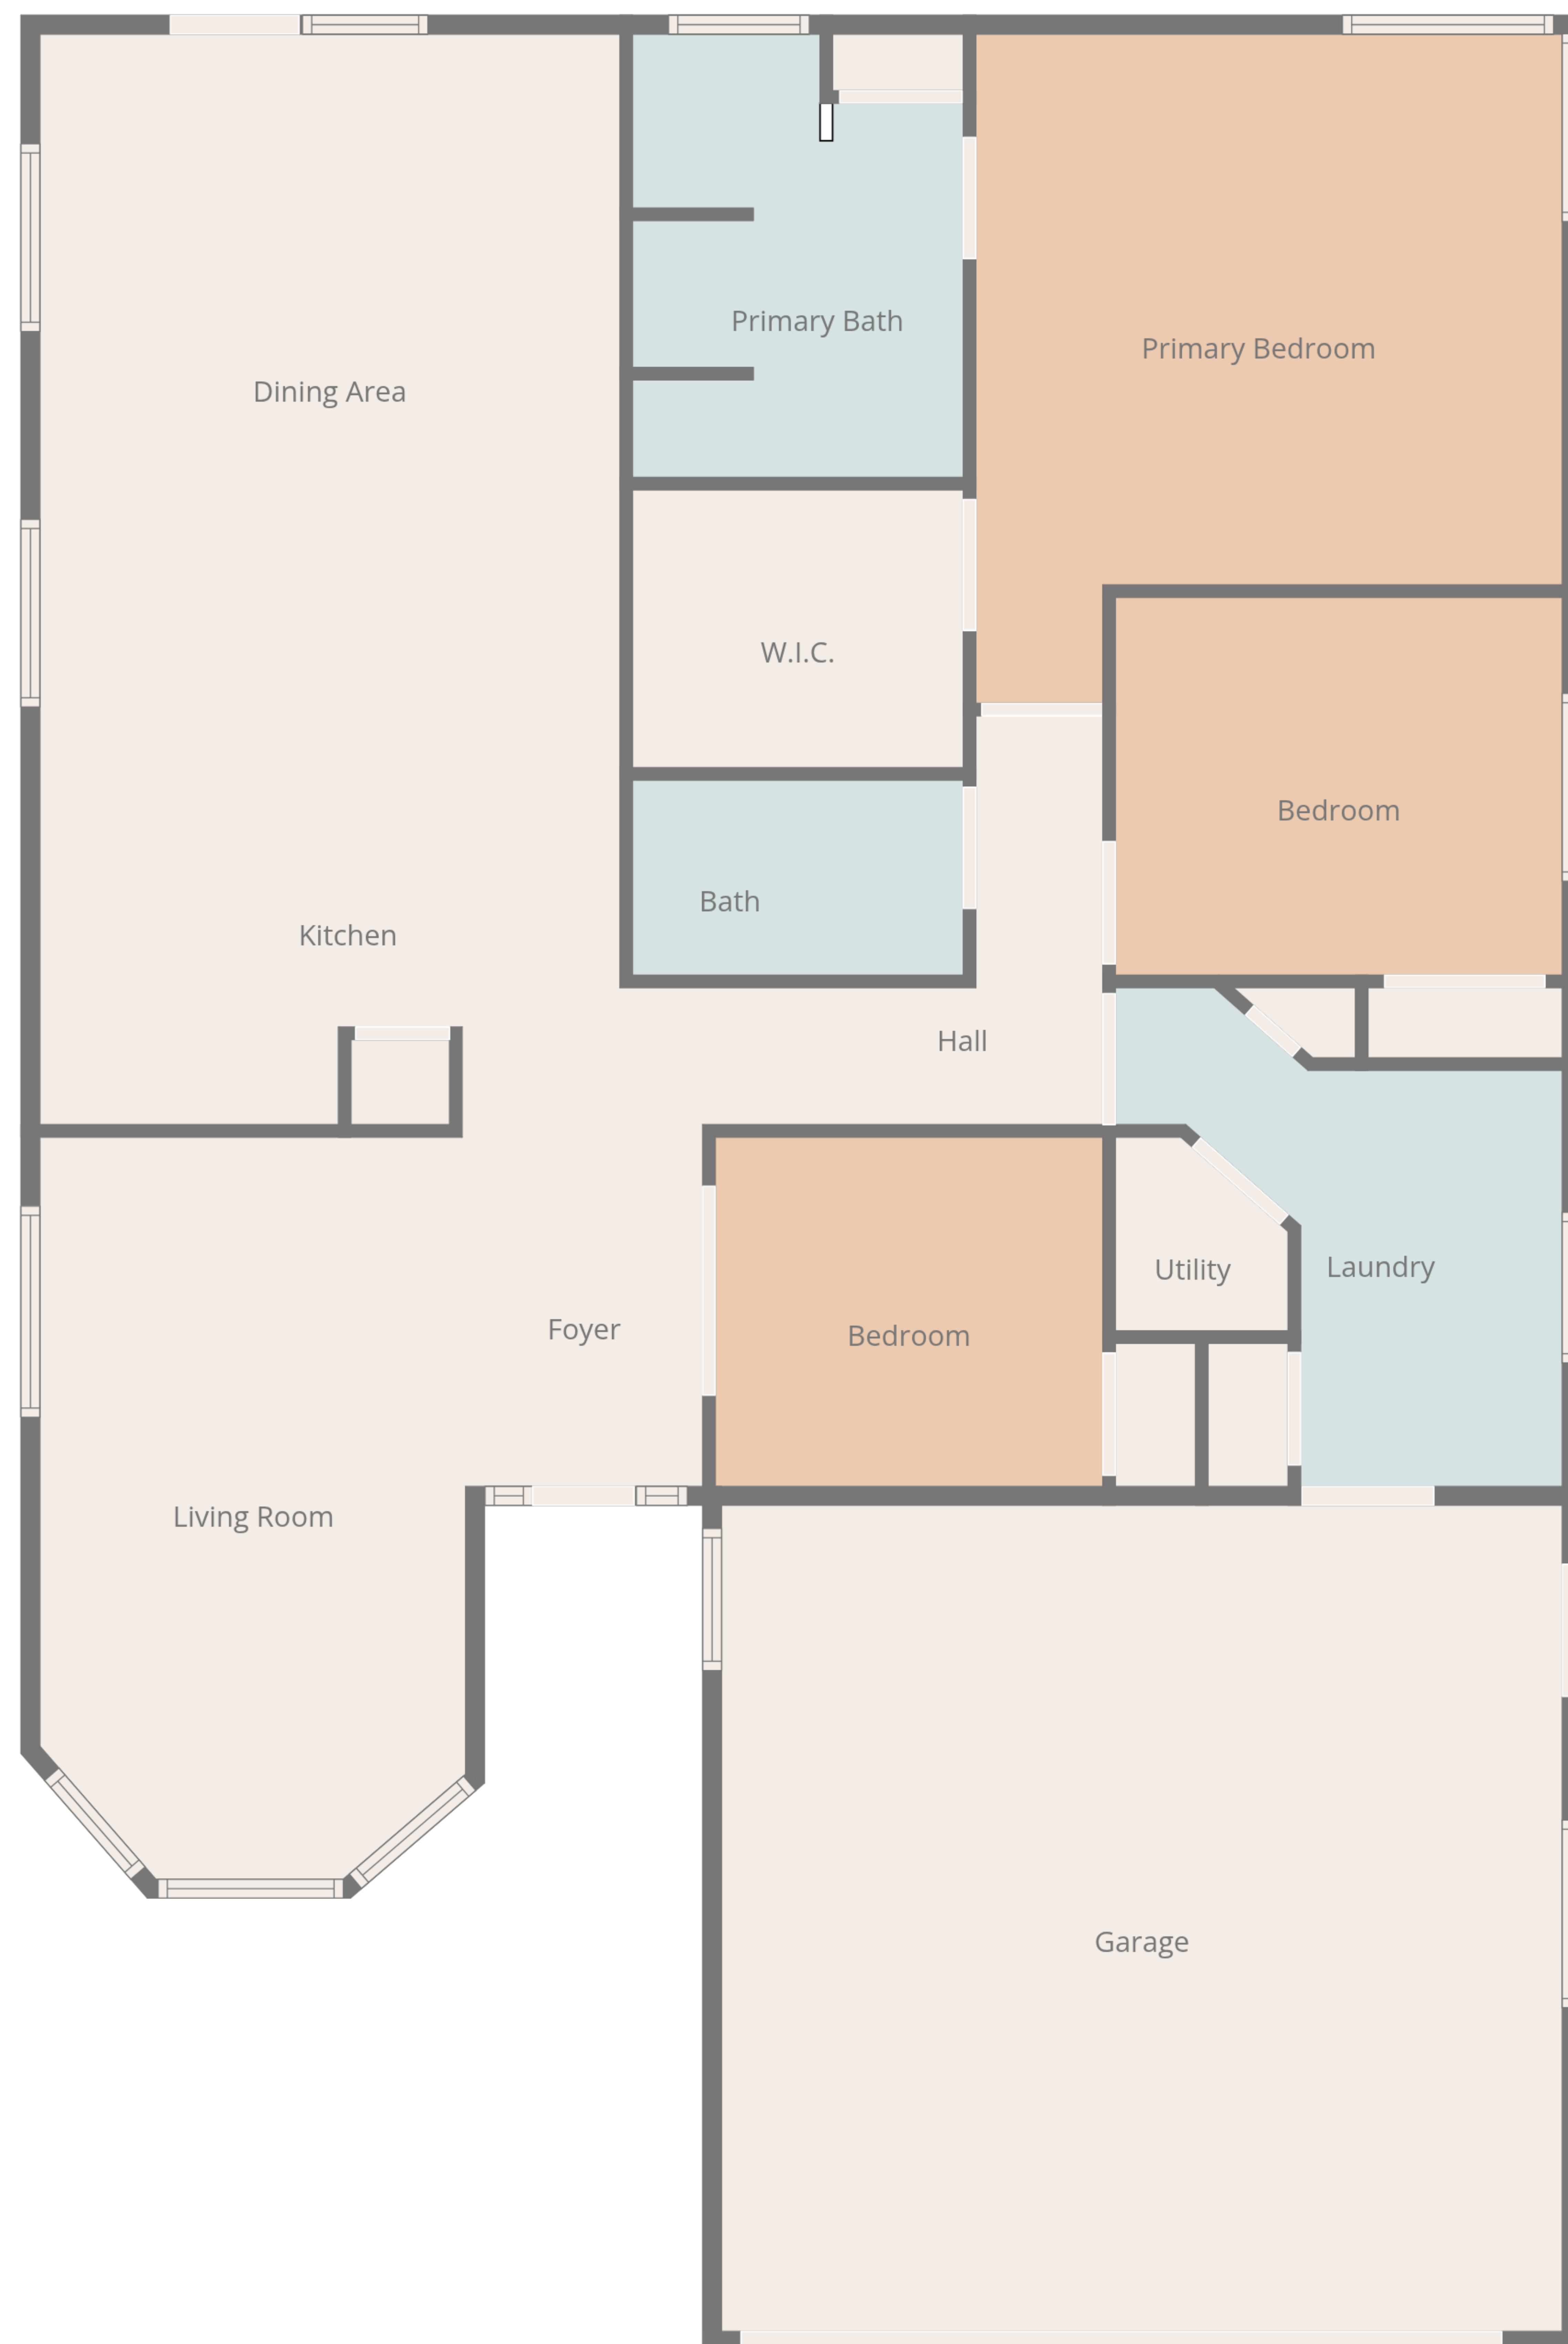 Primary Bath
Primary Bedroom
Dining Area
W.I.C.
Bedroom
Bath
Kitchen
Hall
Utility
Laundry
Foyer
Bedroom
Living Room
Garage